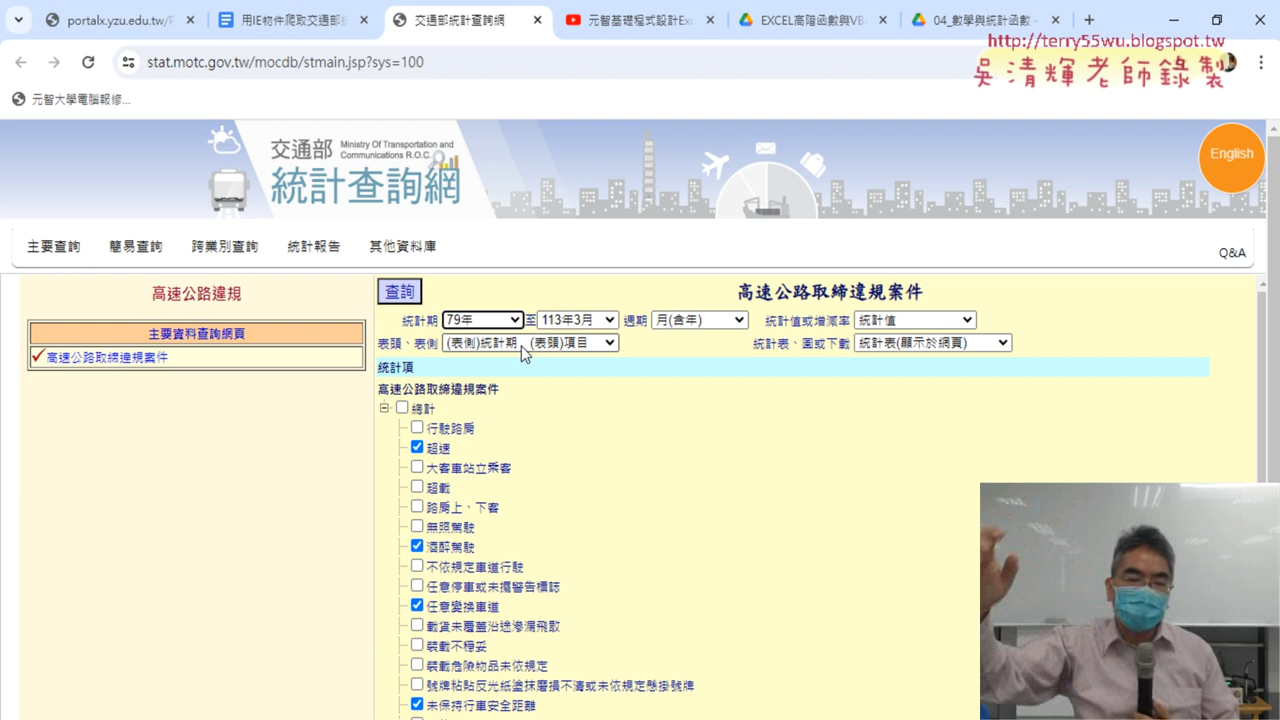 portalx.yzu.edu.tw/P
用IE物件爬取交通部統
交通部統計查詢網
元智基礎程式設計Exc
EXCEL高階函數與VB
04_數學與統計函數 -
http://terry55wu.blogspot.tw
stat.motc.gov.tw/mocdb/stmain.jsp?sys=100
吳清輝老師錄製
元智大學電腦報修...
交通部 Ministry Of Transportation and
Communications R.O.C.
統計查詢網
English
主要查詢 簡易查詢 跨業別查詢 統計報告 其他資料庫
Q&A
高速公路違規
主要資料查詢網頁
高速公路取締違規案件
查詢 高速公路取締違規案件
統計期 79年 至 113年3月 週期 月(含年) 統計值或增減率 統計值
表頭、表側 (表側)統計期、(表頭)項目 統計表、圖或下載 統計表(顯示於網頁)
統計項
高速公路取締違規案件
總計
行駛路肩
超速
大客車站立乘客
超載
路肩上、下客
無照駕駛
酒醉駕駛
不依規定車道行駛
任意停車或未擺警告標誌
任意變換車道
載貨未覆蓋沿途滲漏飛散
裝載不穩妥
裝載危險物品未依規定
號牌粘貼反光紙塗抹磨損不清或未依規定懸掛號牌
未保持行車安全距離